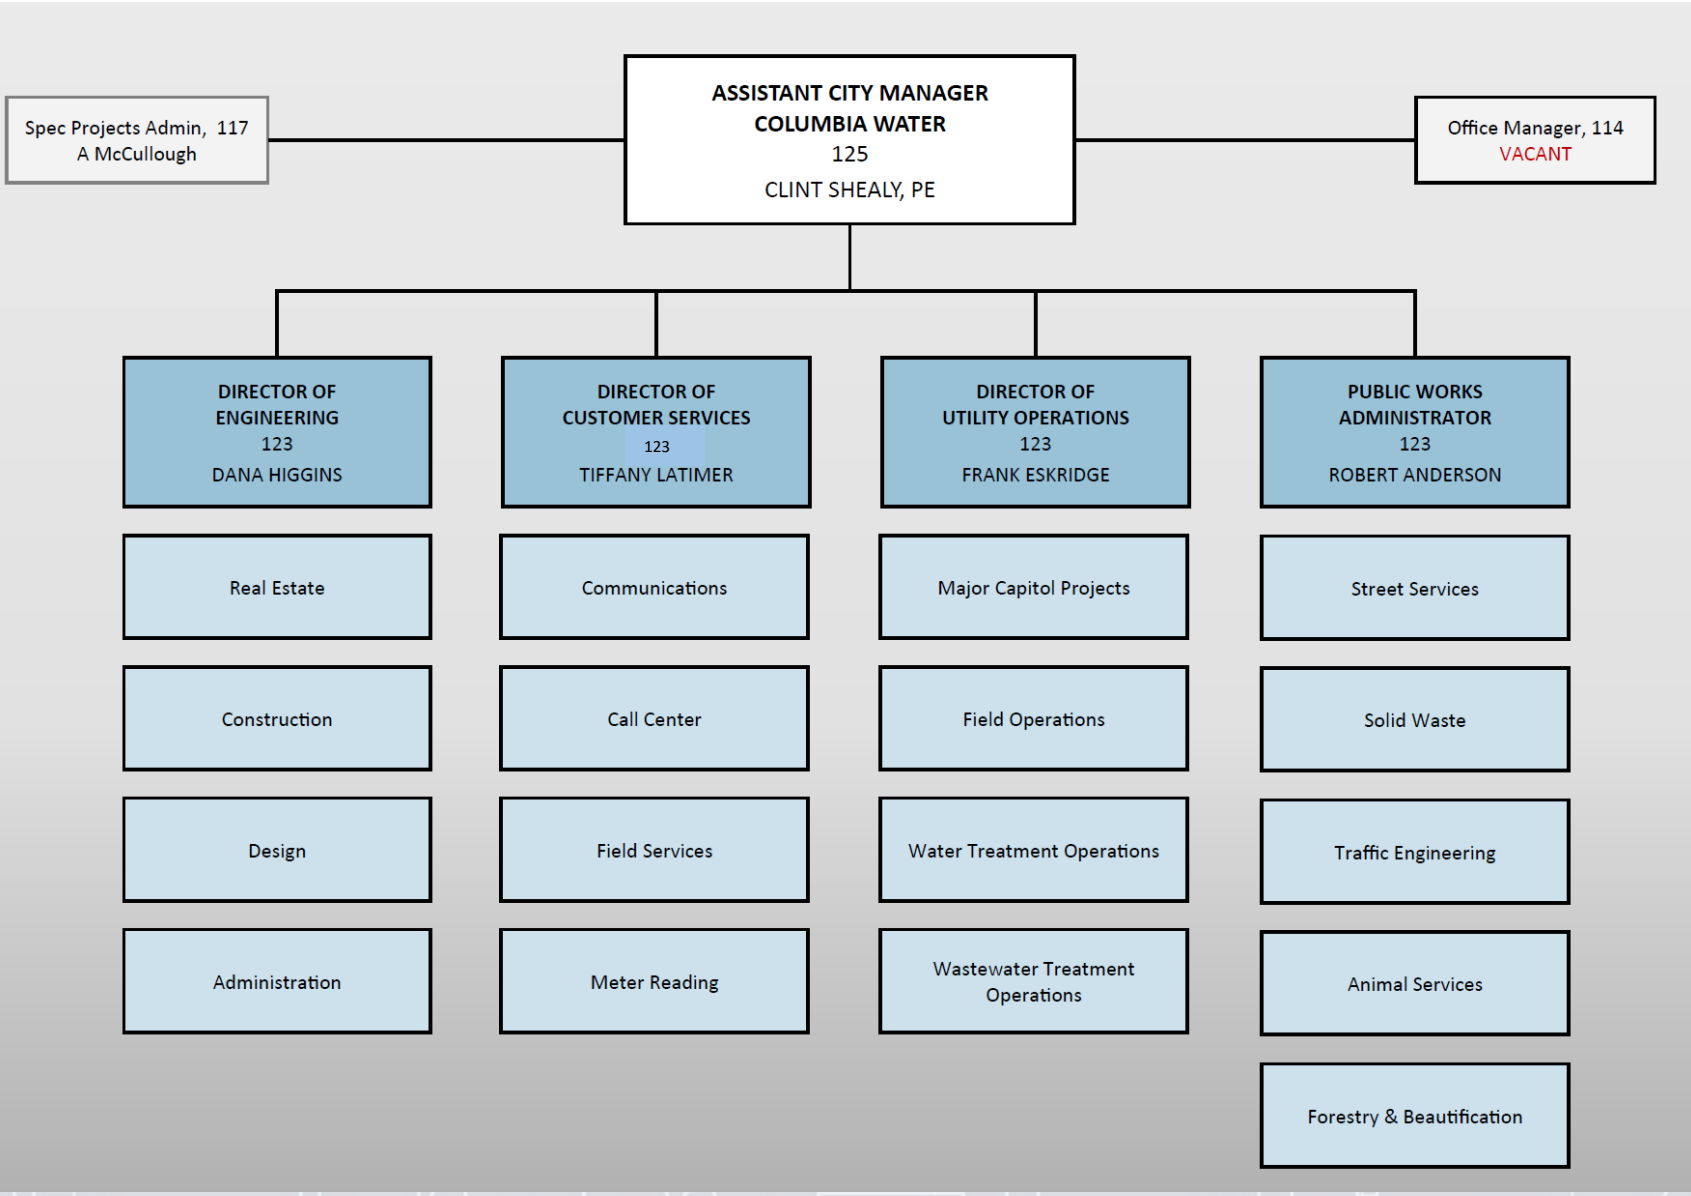 ASSISTANT CITY MANAGER
COLUMBIA WATER
125
CLINT SHEALY, PE
Spec Projects Admin, 117
A McCullough
Office Manager, 114
VACANT
DIRECTOR OF
ENGINEERING
123
DANA HIGGINS
DIRECTOR OF
CUSTOMER SERVICES
123
TIFFANY LATIMER
DIRECTOR OF
UTILITY OPERATIONS
123
FRANK ESKRIDGE
PUBLIC WORKS
ADMINISTRATOR
123
ROBERT ANDERSON
Real Estate
Construction
Design
Administration
Communications
Call Center
Field Services
Meter Reading
Major Capitol Projects
Field Operations
Water Treatment Operations
Wastewater Treatment
Operations
Street Services
Solid Waste
Traffic Engineering
Animal Services
Forestry & Beautification